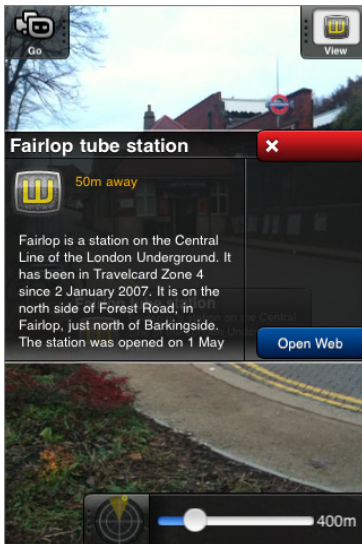 Go
View
Fairlop tube station
50m away
Fairlop is a station on the Central
Line of the London Underground. It
has been in Travelcard Zone 4
since 2 January 2007. It is on the
north side of Forest Road, in
Fairlop, just north of Barkingside.
The station was opened on 1 May
Open Web
400m